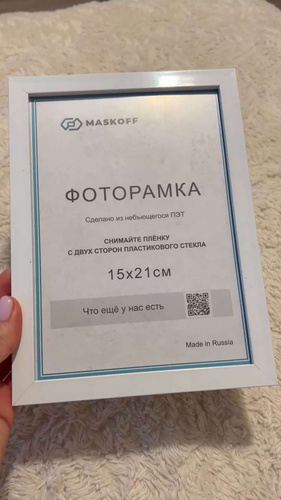 MASKOFF
ФОТОРАМКА
Сделано из небьющегося ПЭТ
СНИМАЙТЕ ПЛЁНКУ
С ДВУХ СТОРОН ПЛАСТИКОВОГО СТЕКЛА
15х21см
Что ещё у нас есть
Made in Russia